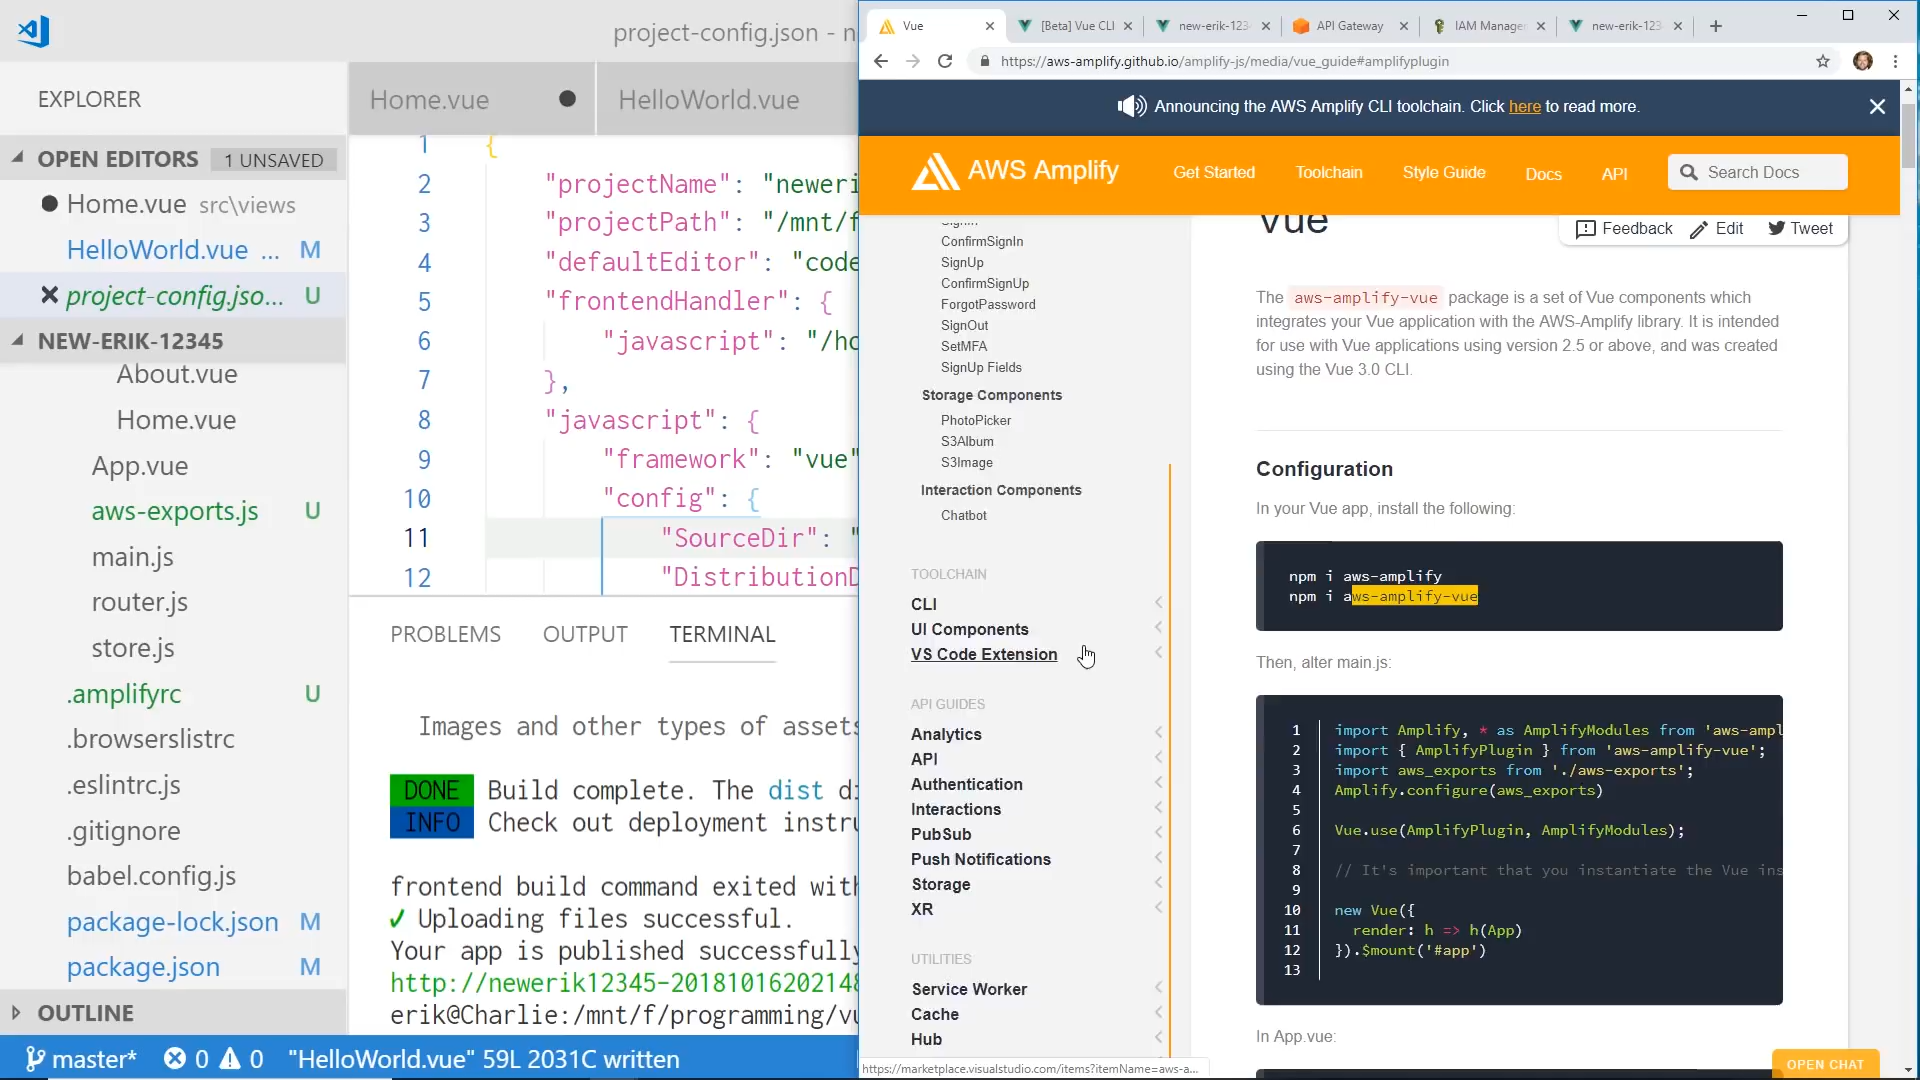 project-config.json - n
EXPLORER
OPEN EDITORS 1 UNSAVED
Home.vue src\views
HelloWorld.vue ... M
project-config.jso... U
NEW-ERIK-12345
About.vue
Home.vue
App.vue
aws-exports.js U
main.js
router.js
store.js
.amplifyrc U
.browserslistrc
.eslintrc.js
.gitignore
babel.config.js
package-lock.json M
package.json M
OUTLINE
master* 0 0 "HelloWorld.vue" 59L 2031C written
Home.vue HelloWorld.vue
1 {
2 "projectName": "neweri
3 "projectPath": "/mnt/f
4 "defaultEditor": "code
5 "frontendHandler": {
6 "javascript": "/ho
7 },
8 "javascript": {
9 "framework": "vue"
10 "config": {
11 "SourceDir": "
12 "DistributionD
PROBLEMS OUTPUT TERMINAL
Images and other types of assets
DONE Build complete. The dist di
INFO Check out deployment instru
frontend build command exited with
✓ Uploading files successful.
Your app is published successfully
http://newerik12345-20181016202148
erik@Charlie:/mnt/f/programming/vu
Vue [Beta] Vue CLI new-erik-123 API Gateway IAM Manage new-erik-123
https://aws-amplify.github.io/amplify-js/media/vue_guide#amplifyplugin
Announcing the AWS Amplify CLI toolchain. Click here to read more.
AWS Amplify Get Started Toolchain Style Guide Docs API Search Docs
SignIn
ConfirmSignIn
SignUp
ConfirmSignUp
ForgotPassword
SignOut
SetMFA
SignUp Fields
Storage Components
PhotoPicker
S3Album
S3Image
Interaction Components
Chatbot
TOOLCHAIN
CLI
UI Components
VS Code Extension
API GUIDES
Analytics
API
Authentication
Interactions
PubSub
Push Notifications
Storage
XR
UTILITIES
Service Worker
Cache
Hub
https://marketplace.visualstudio.com/items?itemName=aws-a...
Vue
Feedback Edit Tweet
The aws-amplify-vue package is a set of Vue components which
integrates your Vue application with the AWS-Amplify library. It is intended
for use with Vue applications using version 2.5 or above, and was created
using the Vue 3.0 CLI.
Configuration
In your Vue app, install the following:
npm i aws-amplify
npm i aws-amplify-vue
Then, alter main.js:
1 import Amplify, * as AmplifyModules from 'aws-ampl
2 import { AmplifyPlugin } from 'aws-amplify-vue';
3 import aws_exports from './aws-exports';
4 Amplify.configure(aws_exports)
5
6 Vue.use(AmplifyPlugin, AmplifyModules);
7
8 // It's important that you instantiate the Vue ins
9
10 new Vue({
11 render: h => h(App)
12 }).$mount('#app')
13
In App.vue:
OPEN CHAT